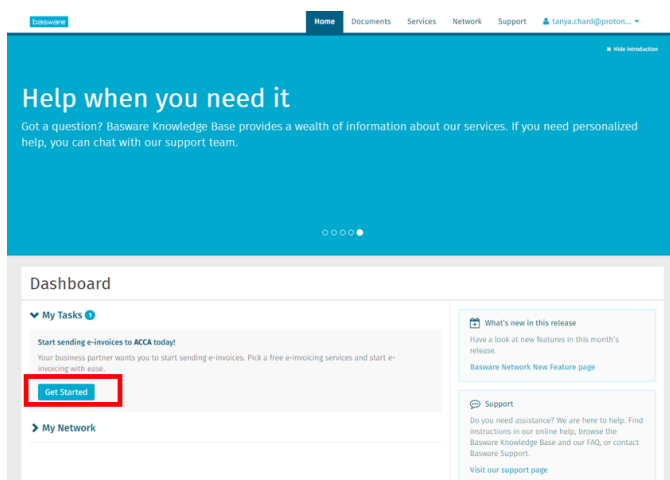 basware
Home Documents Services Network Support tanya.chard@proton...
Hide introduction
Help when you need it
Got a question? Basware Knowledge Base provides a wealth of information about our services. If you need personalized
help, you can chat with our support team.
Dashboard
My Tasks 1
Start sending e-invoices to ACCA today!
Your business partner wants you to start sending e-invoices. Pick a free e-invoicing services and start e-
invoicing with ease.
Get Started
My Network
What's new in this release
Have a look at new features in this month's
release.
Basware Network New Feature page
Support
Do you need assistance? We are here to help. Find
instructions in our online help, browse the
Basware Knowledge Base and our FAQ, or contact
Basware Support.
Visit our support page